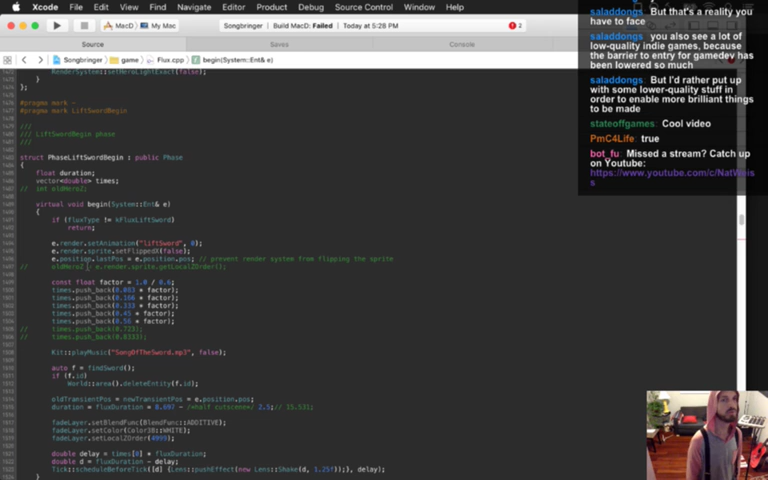 Xcode File Edit View Find Navigate Editor Product Debug Source Control Window Help
MacD My Mac
Songbringer | Build MacD: Failed | Today at 5:28 PM
2
Source
Saves
Console
Songbringer game Flux.cpp begin(System::Ent& e)
RenderSystem::setHeroLightExact(false);
}
};
#pragma mark -
#pragma mark LiftSwordBegin
///
/// LiftSwordBegin phase
///
struct PhaseLiftSwordBegin : public Phase
{
float duration;
vector<double> times;
// int oldHeroZ;
virtual void begin(System::Ent& e)
{
if (fluxType != kFluxLiftSword)
return;
e.render.setAnimation("liftSword", 0);
e.render.sprite.setFlippedX(false);
e.position.lastPos = e.position.pos; // prevent render system from flipping the sprite
// oldHeroZ = e.render.sprite.getLocalZOrder();
const float factor = 1.0 / 0.6;
times.push_back(0.083 * factor);
times.push_back(0.166 * factor);
times.push_back(0.333 * factor);
times.push_back(0.45 * factor);
times.push_back(0.56 * factor);
// times.push_back(0.723);
// times.push_back(0.8333);
Kit::playMusic("SongOfTheSword.mp3", false);
auto f = findSword();
if (f.id)
World::area().deleteEntity(f.id);
oldTransientPos = newTransientPos = e.position.pos;
duration = fluxDuration = 8.097 - /*half cutscene*/ 2.5;// 15.531;
fadeLayer.setBlendFunc(BlendFunc::ADDITIVE);
fadeLayer.setColor(Color3B::WHITE);
fadeLayer.setLocalZOrder(4999);
double delay = times[0] * fluxDuration;
double d = fluxDuration - delay;
Tick::scheduleBeforeTick([d] {Lens::pushEffect(new Lens::Shake(d, 1.25f));}, delay);
}
saladdongs: But that's a reality you
have to face
saladdongs: you also see a lot of
low-quality indie games, because
the barrier to entry for gamedev has
been lowered so much
saladdongs: But I'd rather put up
with some lower-quality stuff in
order to enable more brilliant things
to be made
stateoffgames: Cool video
PmC4Life: true
bot_fu: Missed a stream? Catch up
on Youtube:
https://www.youtube.com/c/NatWeis
s